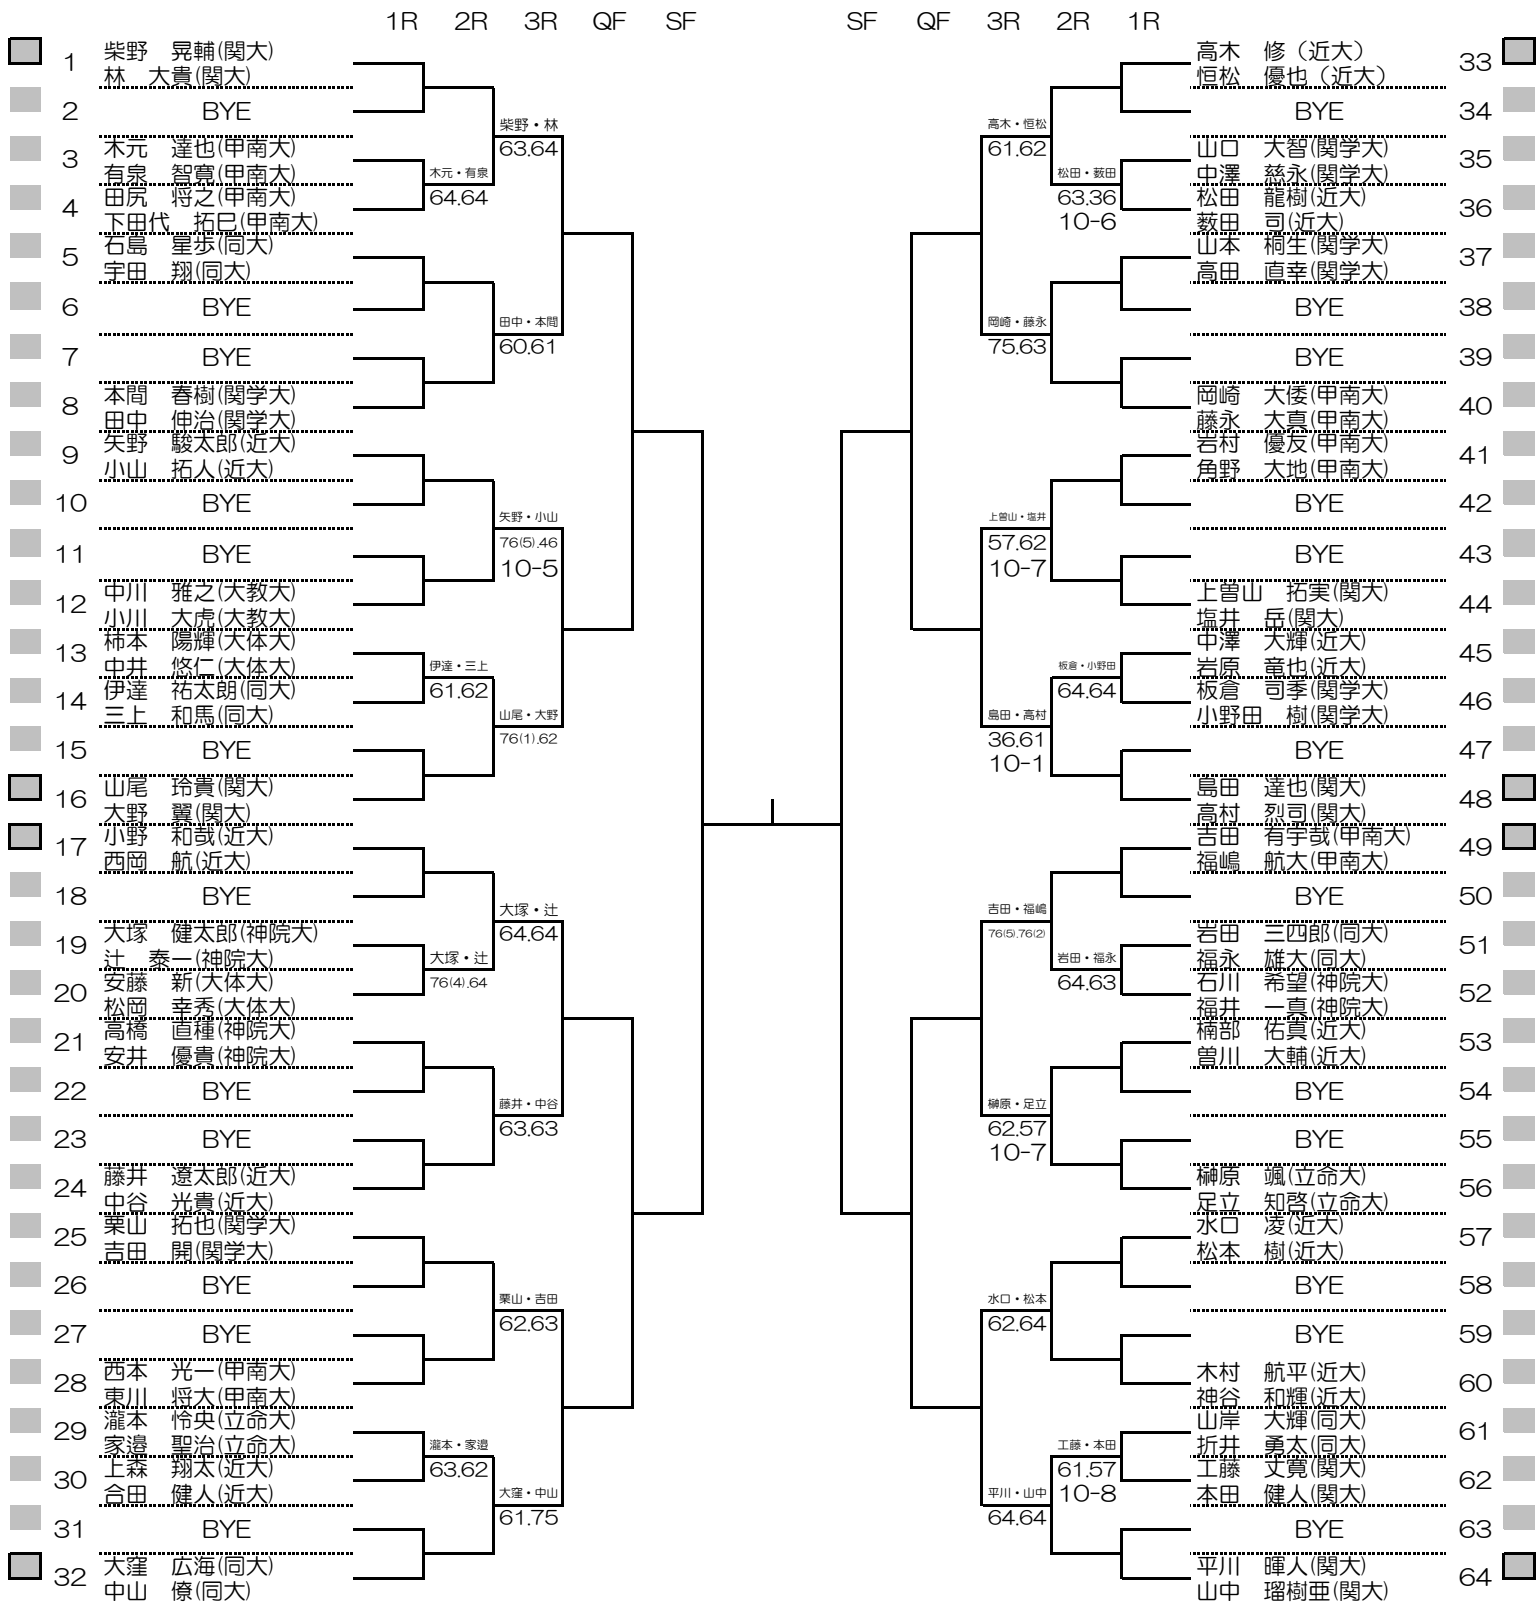 1R 2R 3R QF SF SF QF 3R 2R 1R
1 柴野 晃輔(関大)
林 大貴(関大)
2 BYE
3 木元 達也(甲南大)
有泉 智寛(甲南大)
4 田尻 将之(甲南大)
下田代 拓巳(甲南大)
5 石島 星歩(同大)
宇田 翔(同大)
6 BYE
7 BYE
8 本間 春樹(関学大)
田中 伸治(関学大)
9 矢野 駿太郎(近大)
小山 拓人(近大)
10 BYE
11 BYE
12 中川 雅之(大教大)
小川 大虎(大教大)
13 柿本 陽輝(大体大)
中井 悠仁(大体大)
14 伊達 祐太朗(同大)
三上 和馬(同大)
15 BYE
16 山尾 玲貴(関大)
大野 翼(関大)
17 小野 和哉(近大)
西岡 航(近大)
18 BYE
19 大塚 健太郎(神院大)
辻 泰一(神院大)
20 安藤 新(大体大)
松岡 幸秀(大体大)
21 高橋 直種(神院大)
安井 優貴(神院大)
22 BYE
23 BYE
24 藤井 遼太郎(近大)
中谷 光貴(近大)
25 栗山 拓也(関学大)
吉田 開(関学大)
26 BYE
27 BYE
28 西本 光一(甲南大)
東川 将大(甲南大)
29 瀧本 怜央(立命大)
家邉 聖治(立命大)
30 上森 翔太(近大)
合田 健人(近大)
31 BYE
32 大窪 広海(同大)
中山 僚(同大)
木元・有泉
64.64
伊達・三上
61.62
大塚・辻
76(4).64
瀧本・家邉
63.62
柴野・林
63.64
田中・本間
60.61
矢野・小山
76(5).46
10-5
山尾・大野
76(1).62
大塚・辻
64.64
藤井・中谷
63.63
栗山・吉田
62.63
大窪・中山
61.75
高木・恒松
61.62
岡崎・藤永
75.63
上曽山・塩井
57.62
10-7
島田・高村
36.61
10-1
吉田・福嶋
76(5).76(2)
榊原・足立
62.57
10-7
水口・松本
62.64
平川・山中
64.64
松田・薮田
63.36
10-6
板倉・小野田
64.64
岩田・福永
64.63
工藤・本田
61.57
10-8
高木 修（近大） 33
恒松 優也（近大）
BYE 34
山口 大智(関学大) 35
中澤 慈永(関学大)
松田 龍樹(近大) 36
薮田 司(近大)
山本 桐生(関学大) 37
高田 直幸(関学大)
BYE 38
BYE 39
岡崎 大倭(甲南大) 40
藤永 大真(甲南大)
岩村 優友(甲南大) 41
角野 大地(甲南大)
BYE 42
BYE 43
上曽山 拓実(関大) 44
塩井 岳(関大)
中澤 大輝(近大) 45
岩原 竜也(近大)
板倉 司季(関学大) 46
小野田 樹(関学大)
BYE 47
島田 達也(関大) 48
高村 烈司(関大)
吉田 有宇哉(甲南大) 49
福嶋 航大(甲南大)
BYE 50
岩田 三四郎(同大) 51
福永 雄大(同大)
石川 希望(神院大) 52
福井 一真(神院大)
楠部 佑真(近大) 53
曽川 大輔(近大)
BYE 54
BYE 55
榊原 颯(立命大) 56
足立 知啓(立命大)
水口 凌(近大) 57
松本 樹(近大)
BYE 58
BYE 59
木村 航平(近大) 60
神谷 和輝(近大)
山岸 大輝(同大) 61
折井 勇太(同大)
工藤 丈寛(関大) 62
本田 健人(関大)
BYE 63
平川 暉人(関大) 64
山中 瑠樹亜(関大)